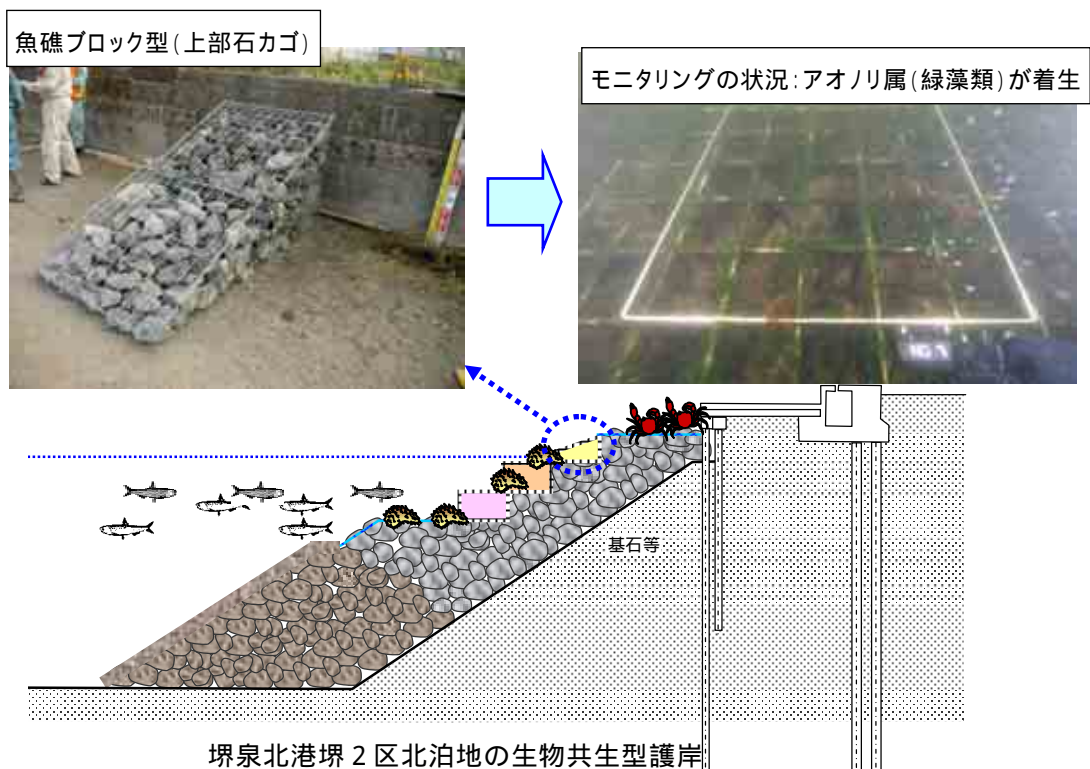 魚礁ブロック型(上部石カゴ)
モニタリングの状況:アオノリ属(緑藻類)が着生
基石等
堺泉北港堺２区北泊地の生物共生型護岸